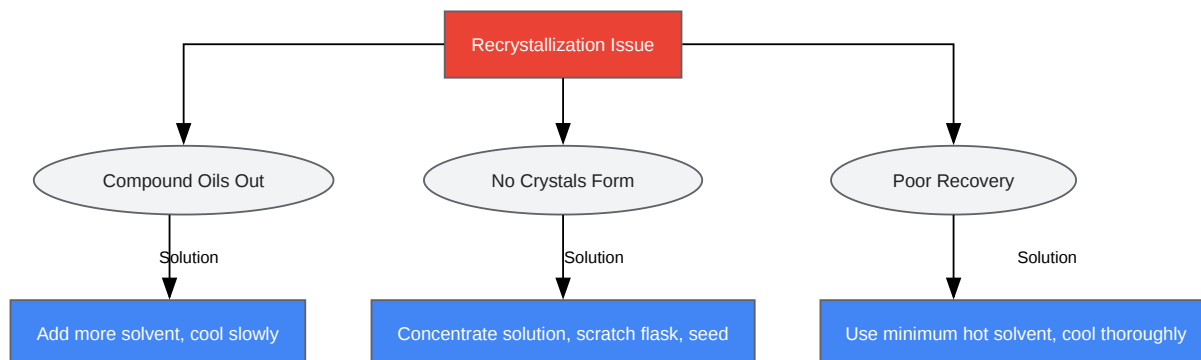 Recrystallization Issue
Compound Oils Out
No Crystals Form
Poor Recovery
Solution
Solution
Solution
Add more solvent, cool slowly
Concentrate solution, scratch flask, seed
Use minimum hot solvent, cool thoroughly